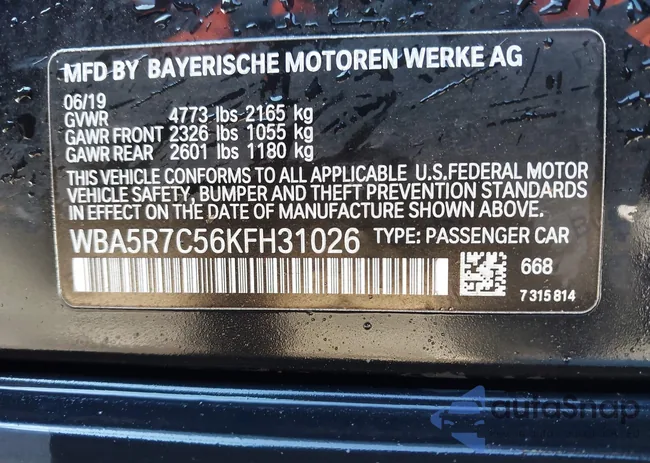 MFD BY BAYERISCHE MOTOREN WERKE AG
06/19
GVWR 4773 lbs 2165 kg
GAWR FRONT 2326 lbs 1055 kg
GAWR REAR 2601 lbs 1180 kg
THIS VEHICLE CONFORMS TO ALL APPLICABLE U.S.FEDERAL MOTOR
VEHICLE SAFETY, BUMPER AND THEFT PREVENTION STANDARDS
IN EFFECT ON THE DATE OF MANUFACTURE SHOWN ABOVE.
WBA5R7C56KFH31026 TYPE: PASSENGER CAR
668
7 315 814
autoSnap